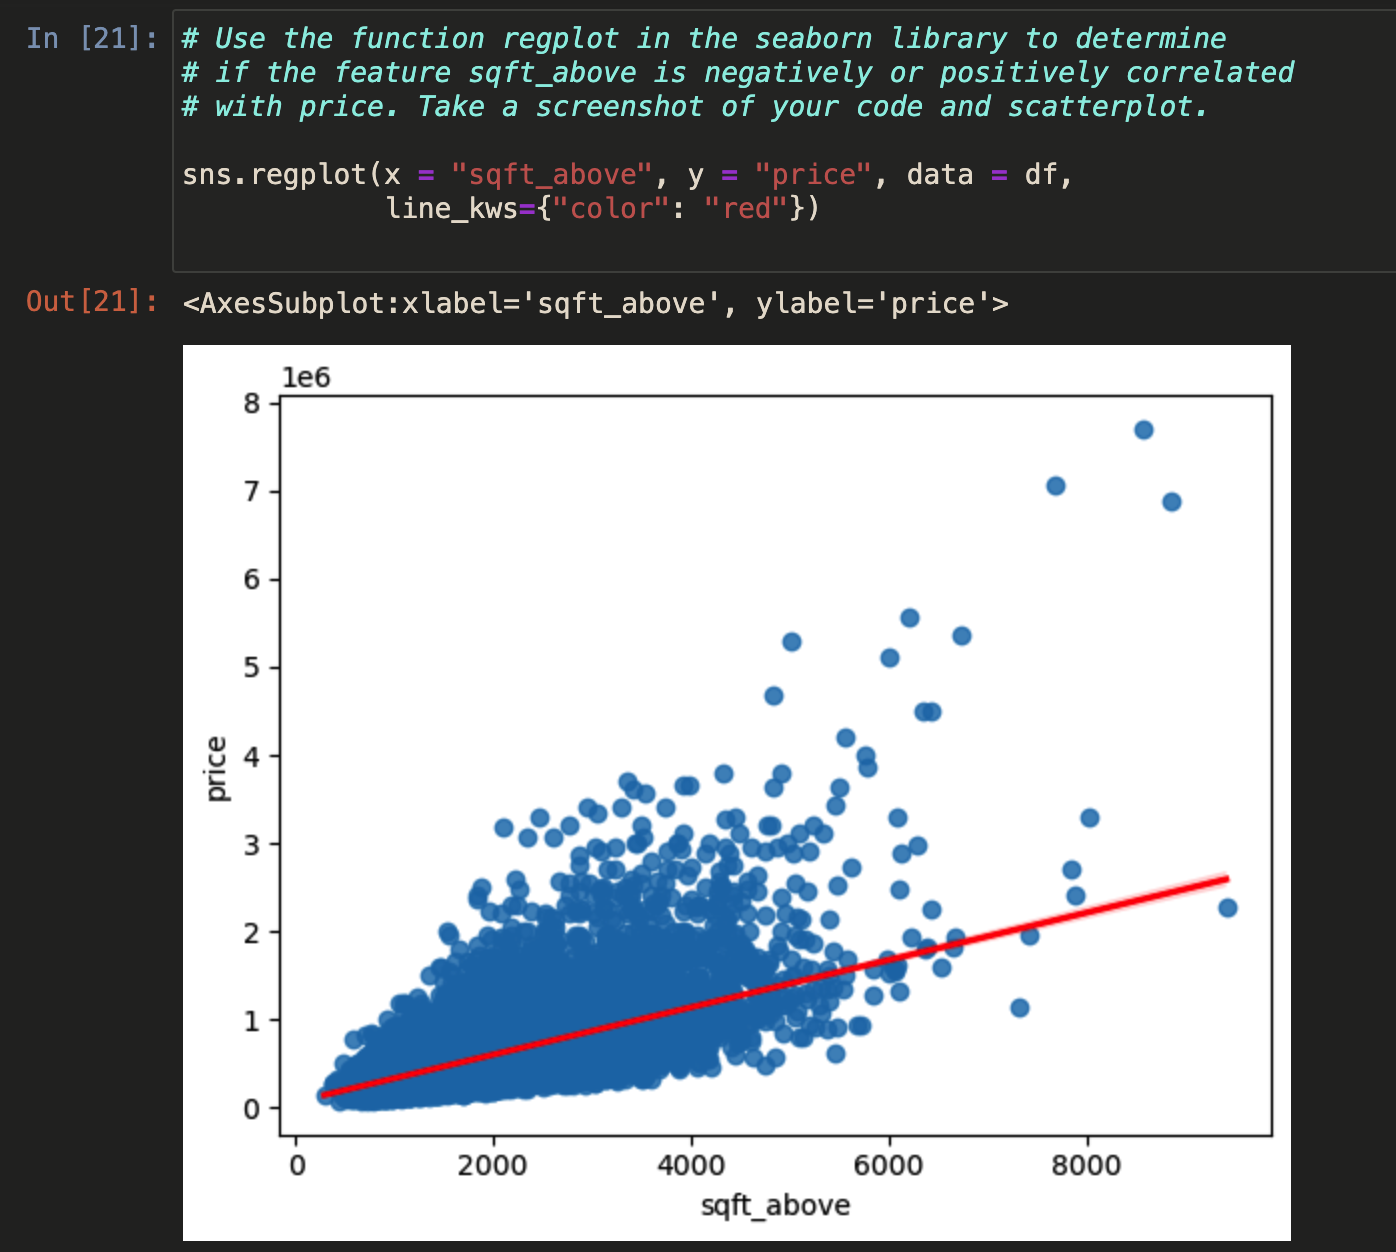 In [21]:
# Use the function regplot in the seaborn library to determine
# if the feature sqft_above is negatively or positively correlated
# with price. Take a screenshot of your code and scatterplot.
sns.regplot(x = "sqft_above", y = "price", data = df,
line_kws={"color": "red"})
Out[21]:
<AxesSubplot:xlabel='sqft_above', ylabel='price'>
1e6
8
7
6
5
4
3
2
1
0
price
0 2000 4000 6000 8000
sqft_above